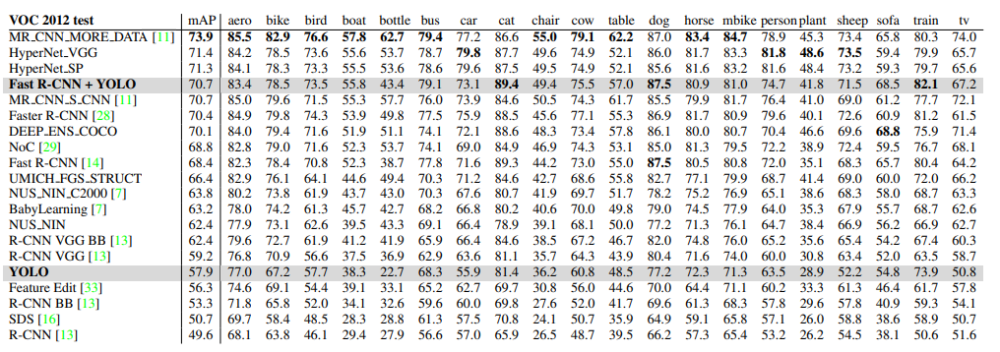 VOC 2012 test mAP aero bike bird boat bottle bus car cat chair cow table dog horse mbike person plant sheep sofa train tv
MR_CNN_MORE_DATA [11] 73.9 85.5 82.9 76.6 57.8 62.7 79.4 77.2 86.6 55.0 79.1 62.2 87.0 83.4 84.7 78.9 45.3 73.4 65.8 80.3 74.0
HyperNet_VGG 71.4 84.2 78.5 73.6 55.6 53.7 78.7 79.8 87.7 49.6 74.9 52.1 86.0 81.7 83.3 81.8 48.6 73.5 59.4 79.9 65.7
HyperNet_SP 71.3 84.1 78.3 73.3 55.5 53.6 78.6 79.6 87.5 49.5 74.9 52.1 85.6 81.6 83.2 81.6 48.4 73.2 59.3 79.7 65.6
Fast R-CNN + YOLO 70.7 83.4 78.5 73.5 55.8 43.4 79.1 73.1 89.4 49.4 75.5 57.0 87.5 80.9 81.0 74.7 41.8 71.5 68.5 82.1 67.2
MR_CNN_S_CNN [11] 70.7 85.0 79.6 71.5 55.3 57.7 76.0 73.9 84.6 50.5 74.3 61.7 85.5 79.9 81.7 76.4 41.0 69.0 61.2 77.7 72.1
Faster R-CNN [28] 70.4 84.9 79.8 74.3 53.9 49.8 77.5 75.9 88.5 45.6 77.1 55.3 86.9 81.7 80.9 79.6 40.1 72.6 60.9 81.2 61.5
DEEP_ENS_COCO 70.1 84.0 79.4 71.6 51.9 51.1 74.1 72.1 88.6 48.3 73.4 57.8 86.1 80.0 80.7 70.4 46.6 69.6 68.8 75.9 71.4
NoC [29] 68.8 82.8 79.0 71.6 52.3 53.7 74.1 69.0 84.9 46.9 74.3 53.1 85.0 81.3 79.5 72.2 38.9 72.4 59.5 76.7 68.1
Fast R-CNN [14] 68.4 82.3 78.4 70.8 52.3 38.7 77.8 71.6 89.3 44.2 73.0 55.0 87.5 80.5 80.8 72.0 35.1 68.3 65.7 80.4 64.2
UMICH_FGS_STRUCT 66.4 82.9 76.1 64.1 44.6 49.4 70.3 71.2 84.6 42.7 68.6 55.8 82.7 77.1 79.9 68.7 41.4 69.0 60.0 72.0 66.2
NUS_NIN_C2000 [7] 63.8 80.2 73.8 61.9 43.7 43.0 70.3 67.6 80.7 41.9 69.7 51.7 78.2 75.2 76.9 65.1 38.6 68.3 58.0 68.7 63.3
BabyLearning [7] 63.2 78.0 74.2 61.3 45.7 42.7 68.2 66.8 80.2 40.6 70.0 49.8 79.0 74.5 77.9 64.0 35.3 67.9 55.7 68.7 62.6
NUS_NIN 62.4 77.9 73.1 62.6 39.5 43.3 69.1 66.4 78.9 39.1 68.1 50.0 77.2 71.3 76.1 64.7 38.4 66.9 56.2 66.9 62.7
R-CNN VGG BB [13] 62.4 79.6 72.7 61.9 41.2 41.9 65.9 66.4 84.6 38.5 67.2 46.7 82.0 74.8 76.0 65.2 35.6 65.4 54.2 67.4 60.3
R-CNN VGG [13] 59.2 76.8 70.9 56.6 37.5 36.9 62.9 63.6 81.1 35.7 64.3 43.9 80.4 71.6 74.0 60.0 30.8 63.4 52.0 63.5 58.7
YOLO 57.9 77.0 67.2 57.7 38.3 22.7 68.3 55.9 81.4 36.2 60.8 48.5 77.2 72.3 71.3 63.5 28.9 52.2 54.8 73.9 50.8
Feature Edit [33] 56.3 74.6 69.1 54.4 39.1 33.1 65.2 62.7 69.7 30.8 56.0 44.6 70.0 64.4 71.1 60.2 33.3 61.3 46.4 61.7 57.8
R-CNN BB [13] 53.3 71.8 65.8 52.0 34.1 32.6 59.6 60.0 69.8 27.6 52.0 41.7 69.6 61.3 68.3 57.8 29.6 57.8 40.9 59.3 54.1
SDS [16] 50.7 69.7 58.4 48.5 28.3 28.8 61.3 57.5 70.8 24.1 50.7 35.9 64.9 59.1 65.8 57.1 26.0 58.8 38.6 58.9 50.7
R-CNN [13] 49.6 68.1 63.8 46.1 29.4 27.9 56.6 57.0 65.9 26.5 48.7 39.5 66.2 57.3 65.4 53.2 26.2 54.5 38.1 50.6 51.6